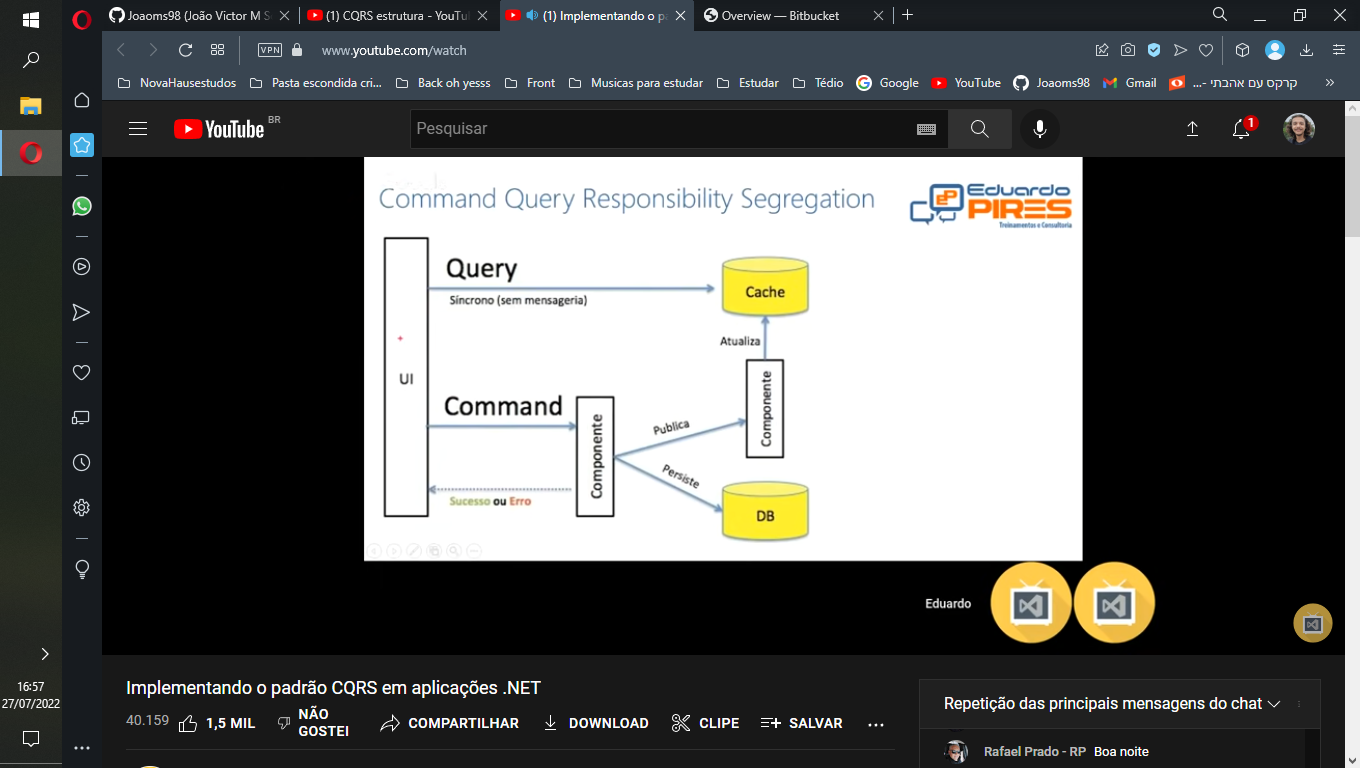 Joaoms98 (João Victor M S
(1) CQRS estrutura - YouTu
(1) Implementando o pa
Overview — Bitbucket
VPN
www.youtube.com/watch
NovaHausestudos
Pasta escondida cri...
Back oh yesss
Front
Musicas para estudar
Estudar
Tédio
Google
YouTube
Joaoms98
Gmail
קרקס עם אהבתי -...
YouTube BR
Pesquisar
1
Command Query Responsibility Segregation
Eduardo
PIRES
Treinamentos e Consultoria
EP
Query
Síncrono (sem mensageria)
Cache
Atualiza
UI
Componente
Command
Publica
Componente
Persiste
Sucesso ou Erro
DB
Eduardo
16:57
27/07/2022
Implementando o padrão CQRS em aplicações .NET
40.159
1,5 MIL
NÃO
GOSTEI
COMPARTILHAR
DOWNLOAD
CLIPE
SALVAR
Repetição das principais mensagens do chat
Rafael Prado - RP Boa noite